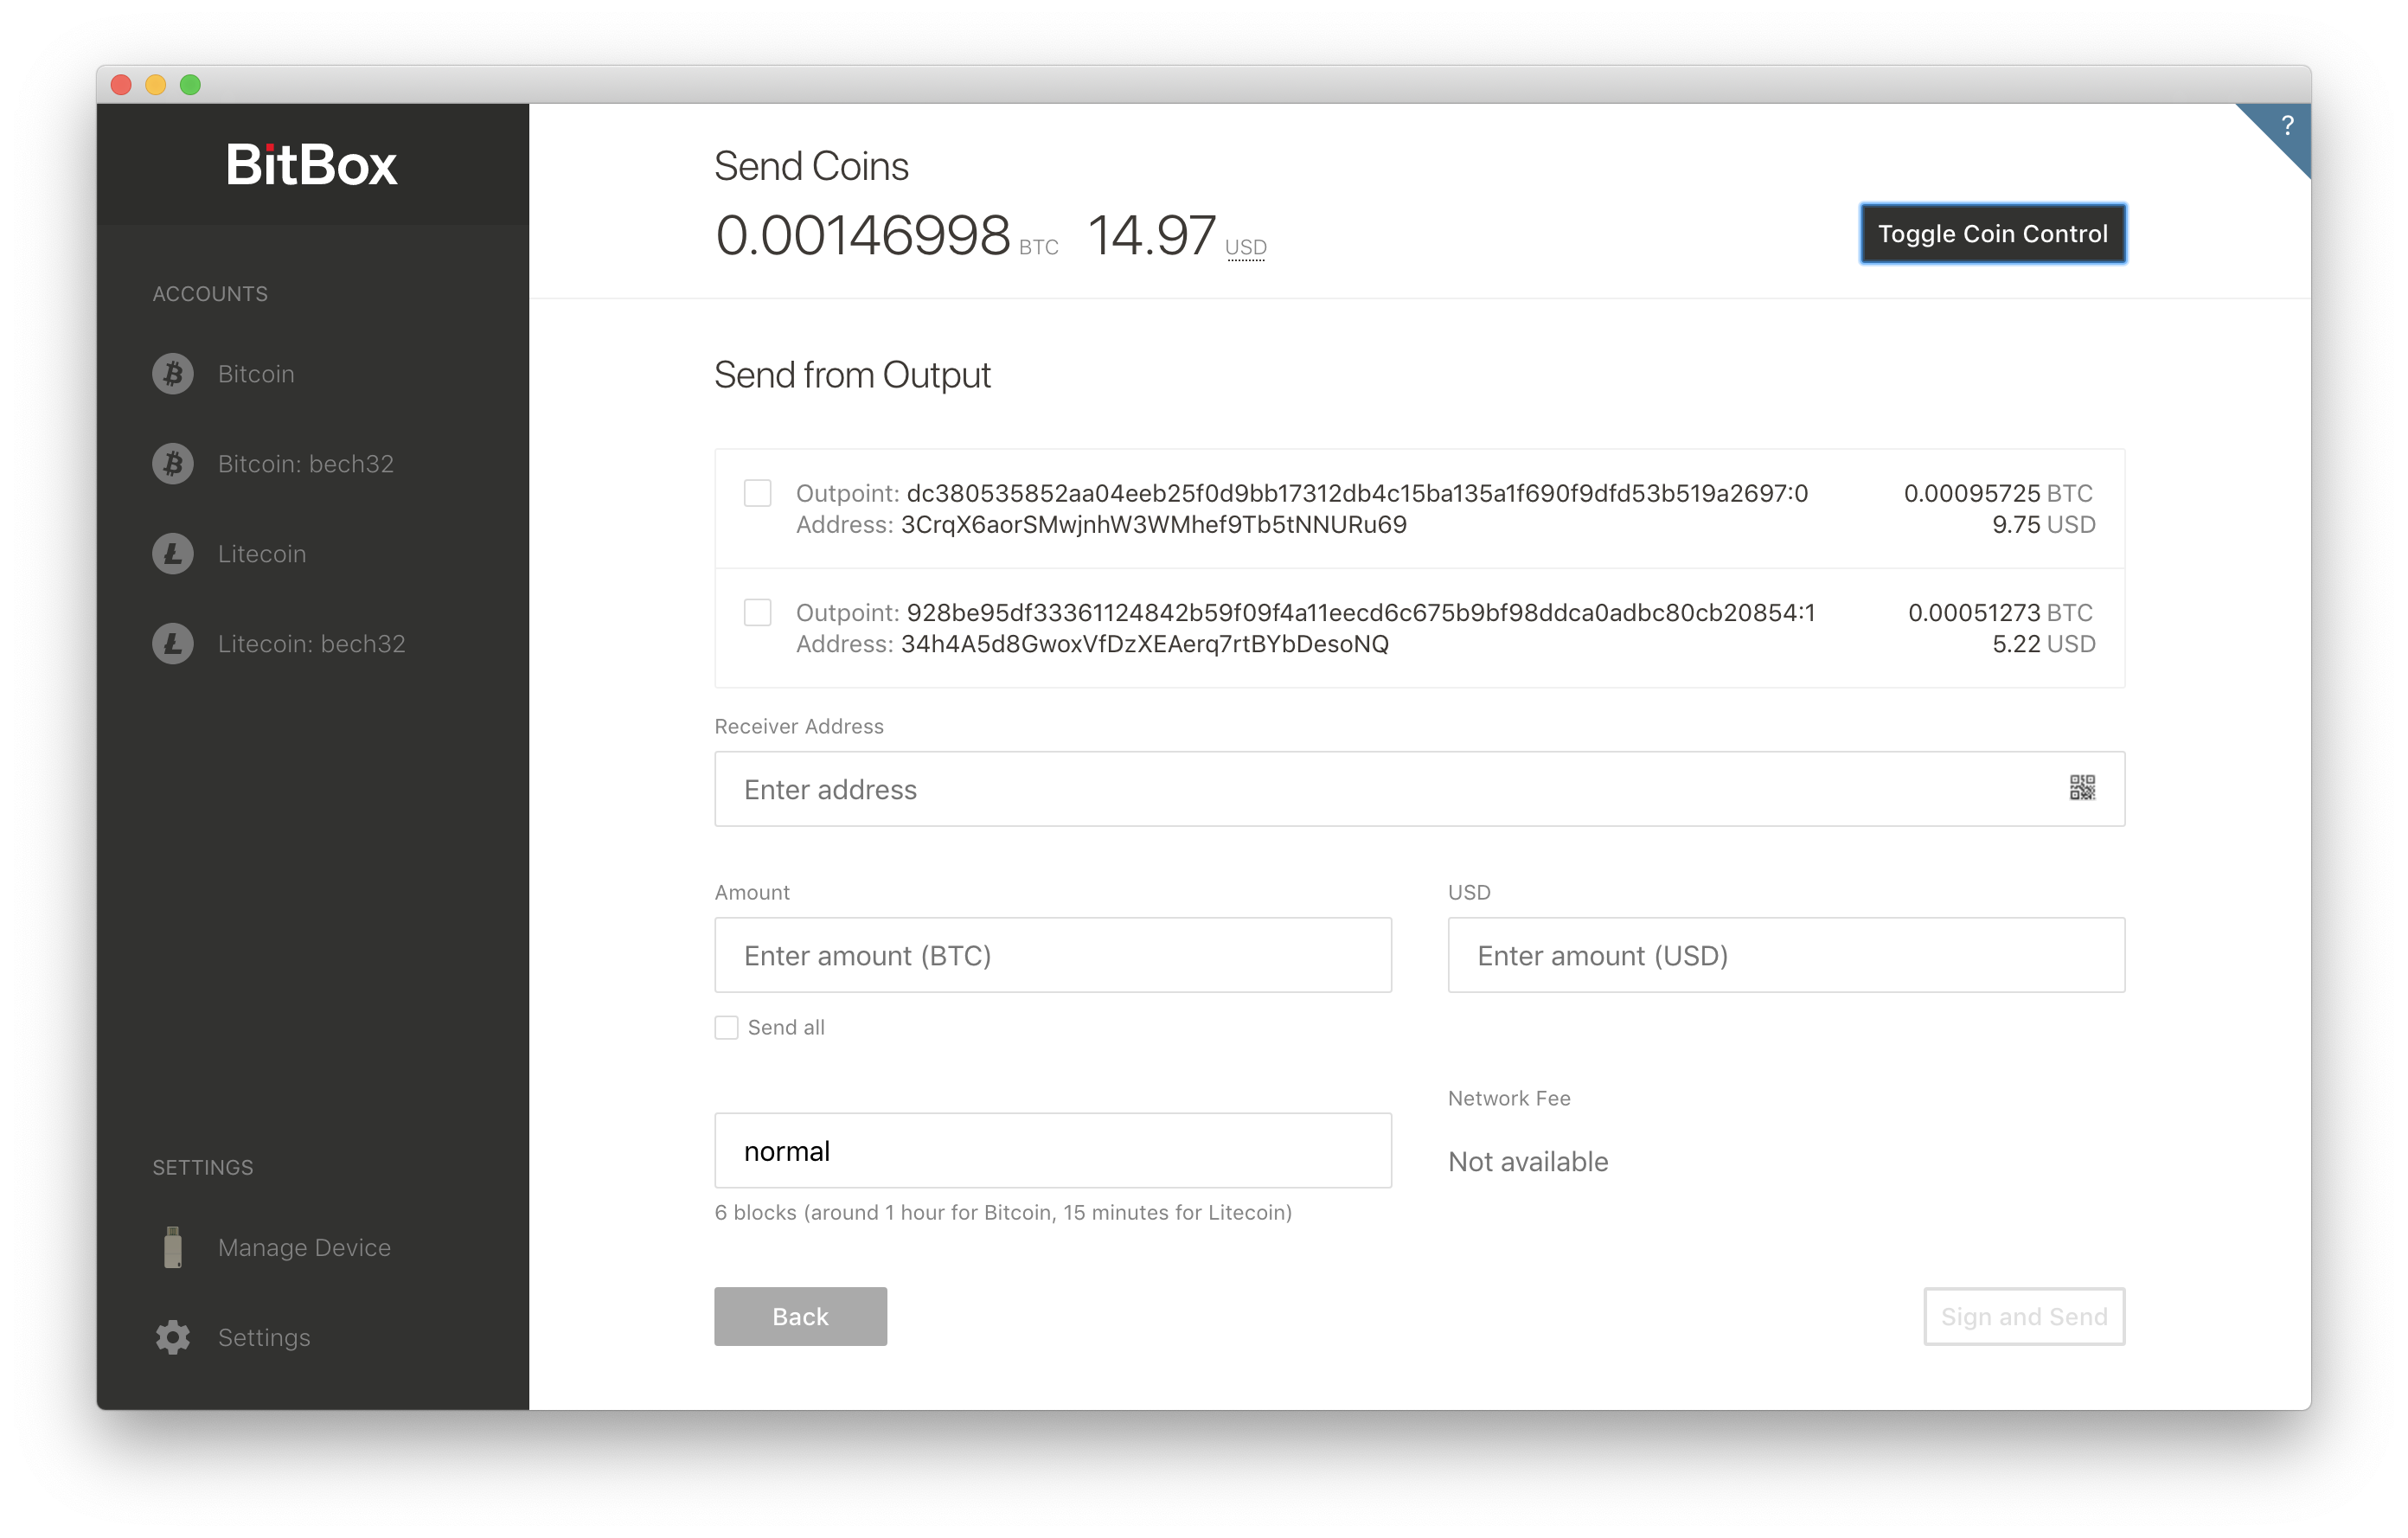 BitBox
ACCOUNTS
Bitcoin
Bitcoin: bech32
Litecoin
Litecoin: bech32
SETTINGS
Manage Device
Settings
?
Send Coins
0.00146998 BTC 14.97 USD
Toggle Coin Control
Send from Output
Outpoint: dc380535852aa04eeb25f0d9bb17312db4c15ba135a1f690f9dfd53b519a2697:0 0.00095725 BTC
Address: 3CrqX6aorSMwjnhW3WMhef9Tb5tNNURu69 9.75 USD
Outpoint: 928be95df33361124842b59f09f4a11eecd6c675b9bf98ddca0adbc80cb20854:1 0.00051273 BTC
Address: 34h4A5d8GwoxVfDzXEAerq7rtBYbDesoNQ 5.22 USD
Receiver Address
Enter address
Amount USD
Enter amount (BTC) Enter amount (USD)
Send all
Network Fee
normal Not available
6 blocks (around 1 hour for Bitcoin, 15 minutes for Litecoin)
Back Sign and Send